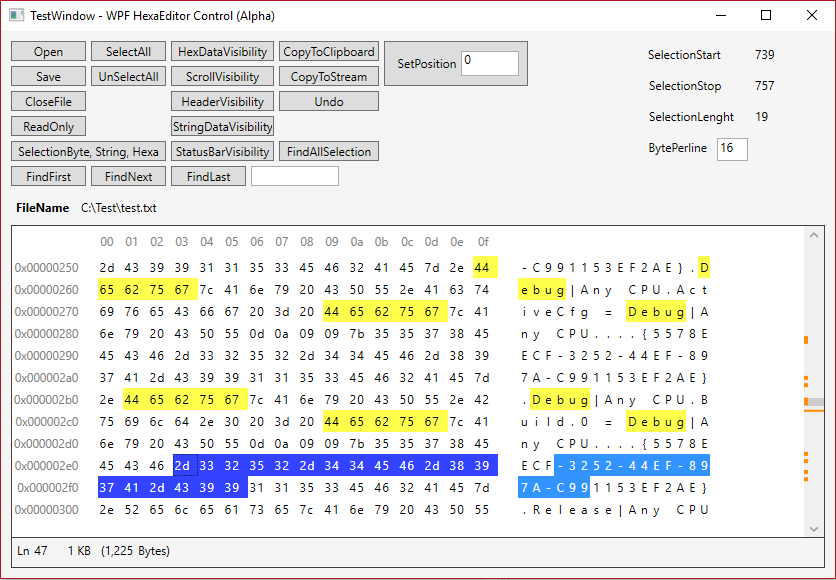 TestWindow - WPF HexaEditor Control (Alpha)
Open SelectAll HexDataVisibility CopyToClipboard SetPosition 0 SelectionStart 739
Save UnSelectAll ScrollVisibility CopyToStream SelectionStop 757
CloseFile HeaderVisibility Undo SelectionLenght 19
ReadOnly StringDataVisibility BytePerline 16
SelectionByte, String, Hexa StatusBarVisibility FindAllSelection
FindFirst FindNext FindLast
FileName C:\Test\test.txt
00 01 02 03 04 05 06 07 08 09 0a 0b 0c 0d 0e 0f
0x00000250 2d 43 39 39 31 31 35 33 45 46 32 41 45 7d 2e 44 -C991153EF2AE}.D
0x00000260 65 62 75 67 7c 41 6e 79 20 43 50 55 2e 41 63 74 ebug|Any CPU.Act
0x00000270 69 76 65 43 66 67 20 3d 20 44 65 62 75 67 7c 41 iveCfg = Debug|A
0x00000280 6e 79 20 43 50 55 0d 0a 09 09 7b 35 35 37 38 45 ny CPU....{5578E
0x00000290 45 43 46 2d 33 32 35 32 2d 34 34 45 46 2d 38 39 ECF-3252-44EF-89
0x000002a0 37 41 2d 43 39 39 31 31 35 33 45 46 32 41 45 7d 7A-C991153EF2AE}
0x000002b0 2e 44 65 62 75 67 7c 41 6e 79 20 43 50 55 2e 42 .Debug|Any CPU.B
0x000002c0 75 69 6c 64 2e 30 20 3d 20 44 65 62 75 67 7c 41 uild.0 = Debug|A
0x000002d0 6e 79 20 43 50 55 0d 0a 09 09 7b 35 35 37 38 45 ny CPU....{5578E
0x000002e0 45 43 46 2d 33 32 35 32 2d 34 34 45 46 2d 38 39 ECF-3252-44EF-89
0x000002f0 37 41 2d 43 39 39 31 31 35 33 45 46 32 41 45 7d 7A-C991153EF2AE}
0x00000300 2e 52 65 6c 65 61 73 65 7c 41 6e 79 20 43 50 55 .Release|Any CPU
Ln 47 1 KB (1,225 Bytes)